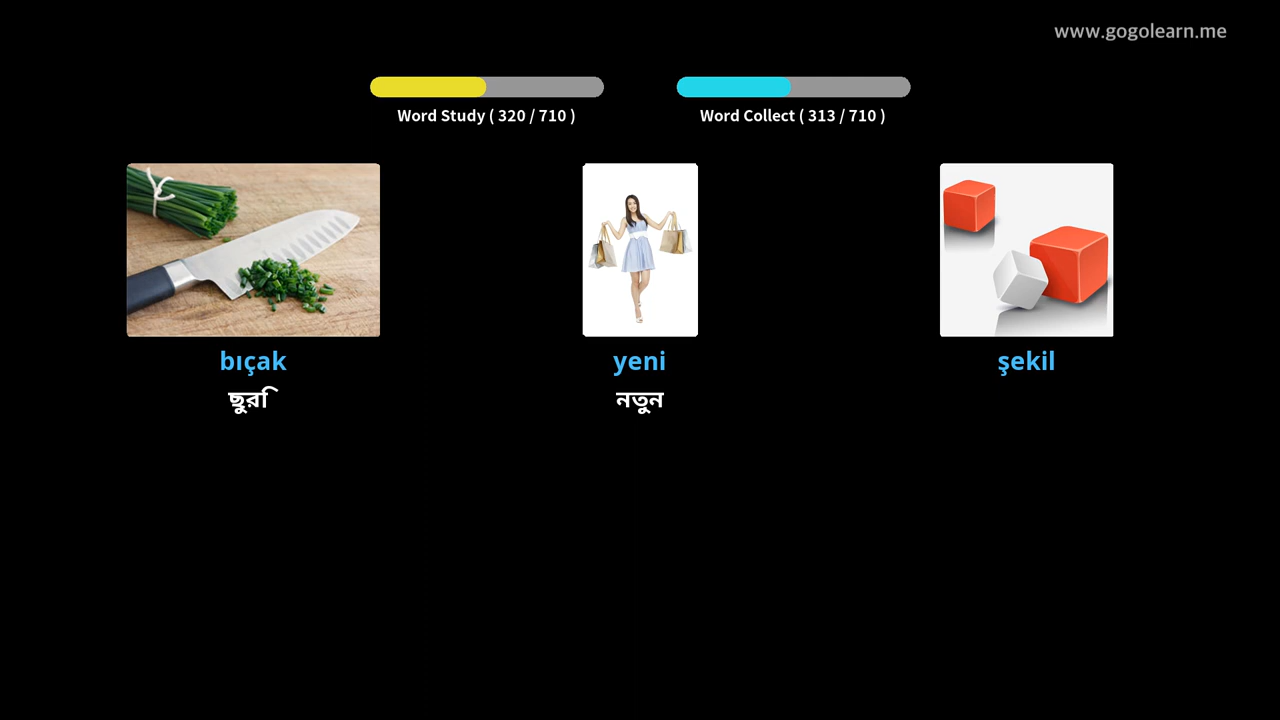 www.gogolearn.me
Word Study ( 320 / 710 )
Word Collect ( 313 / 710 )
bıçak
yeni
şekil
ছুরি
নতুন